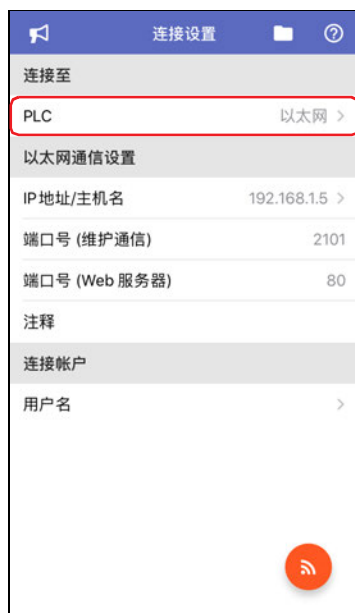 连接设置
连接至
PLC 以太网
以太网通信设置
IP地址/主机名 192.168.1.5
端口号 (维护通信) 2101
端口号 (Web 服务器) 80
注释
连接帐户
用户名